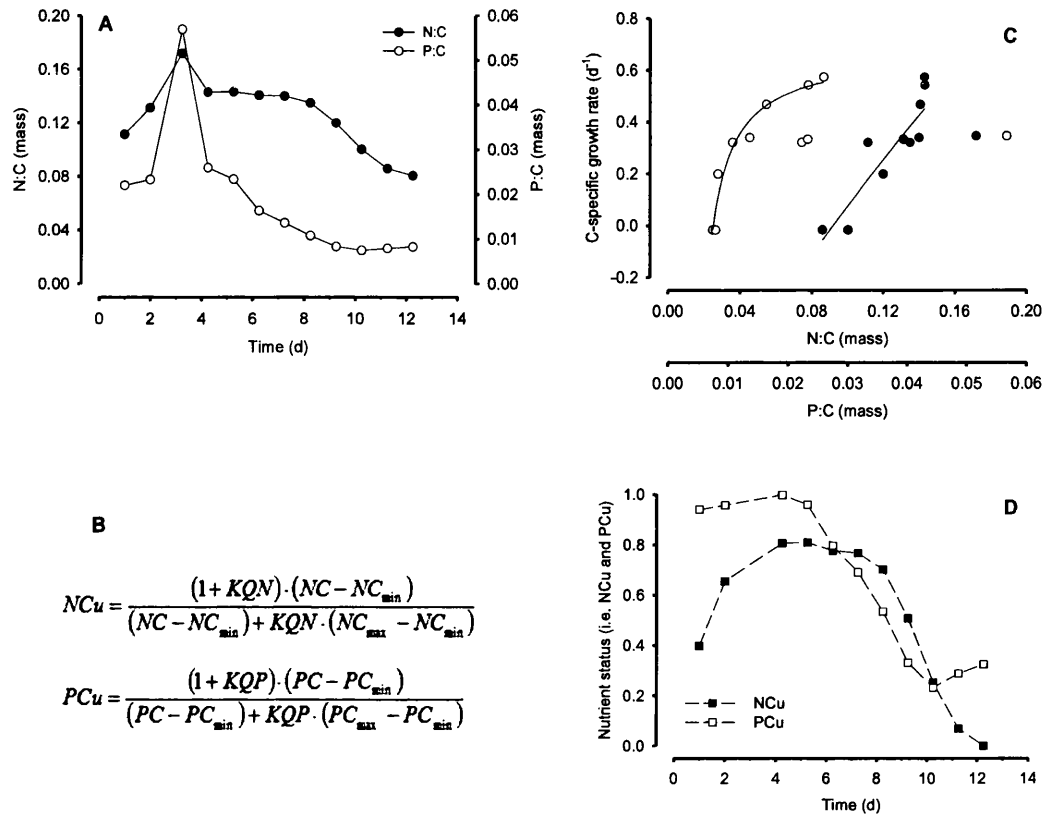 A
N:C
P:C
0.20
0.16
0.12
0.08
0.04
0.00
N:C (mass)
0.06
0.05
0.04
0.03
0.02
0.01
0.00
P:C (mass)
0 2 4 6 8 10 12 14
Time (d)
C
0.8
0.6
0.4
0.2
0.0
-0.2
C-specific growth rate (d⁻¹)
0.00 0.04 0.08 0.12 0.16 0.20
N:C (mass)
0.00 0.01 0.02 0.03 0.04 0.05 0.06
P:C (mass)
B
NCu = (1+KQN)·(NC−NCmin) / (NC−NCmin)+KQN·(NCmax−NCmin)
PCu = (1+KQP)·(PC−PCmin) / (PC−PCmin)+KQP·(PCmax−PCmin)
D
1.0
0.8
0.6
0.4
0.2
0.0
Nutrient status (i.e. NCu and PCu)
NCu
PCu
0 2 4 6 8 10 12 14
Time (d)